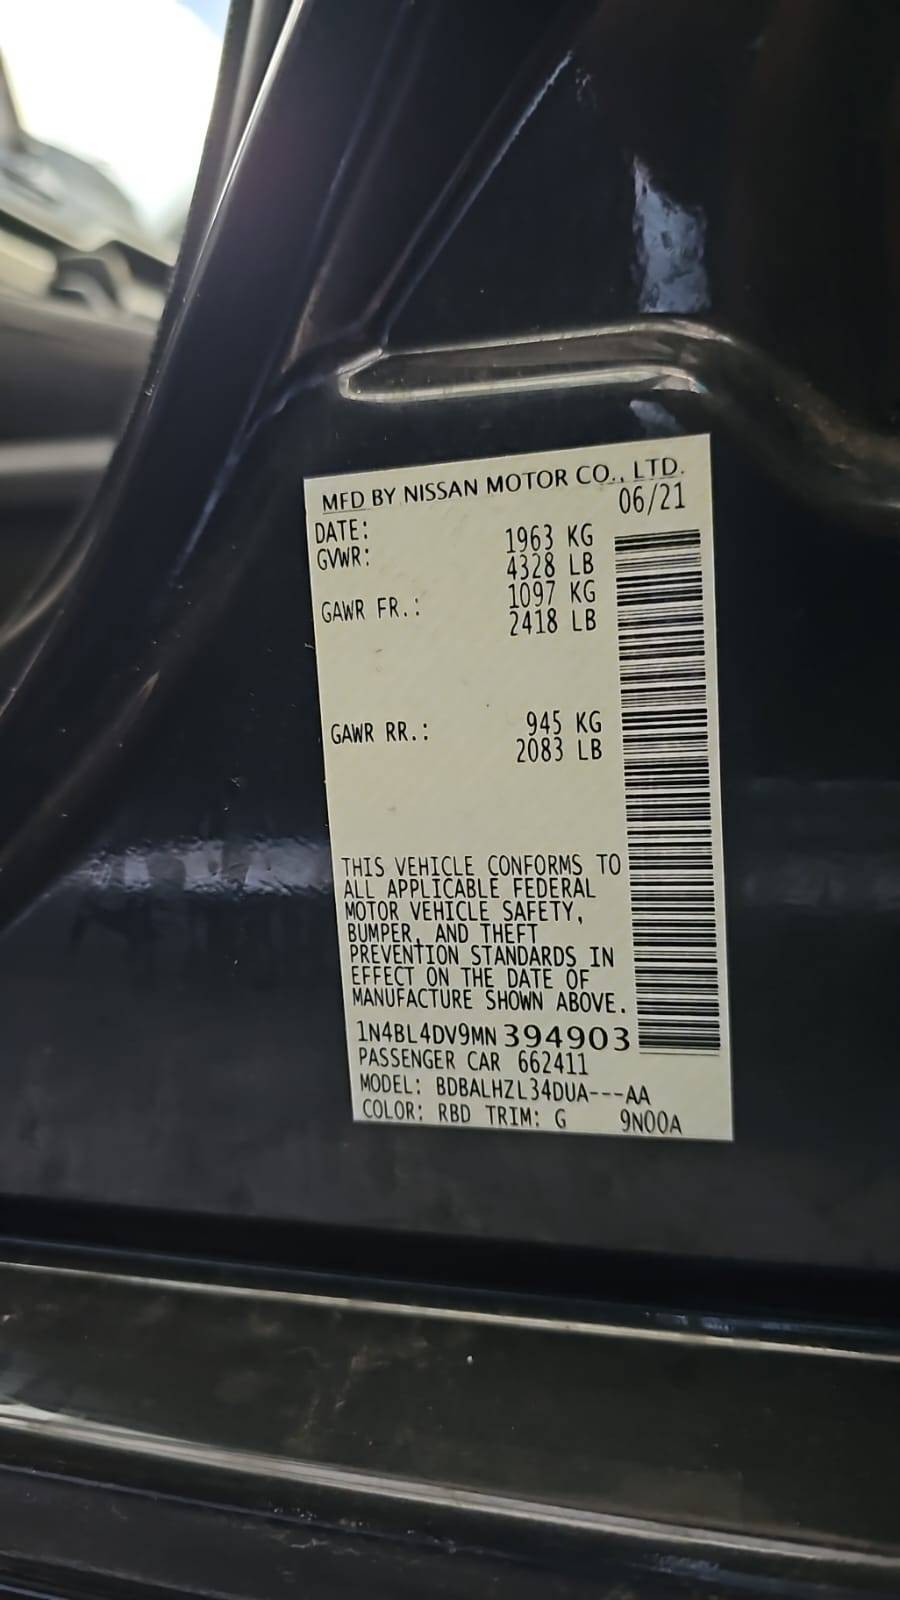 MFD BY NISSAN MOTOR CO., LTD.
DATE: 06/21
GVWR: 1963 KG
4328 LB
GAWR FR.: 1097 KG
2418 LB
GAWR RR.: 945 KG
2083 LB
THIS VEHICLE CONFORMS TO
ALL APPLICABLE FEDERAL
MOTOR VEHICLE SAFETY,
BUMPER, AND THEFT
PREVENTION STANDARDS IN
EFFECT ON THE DATE OF
MANUFACTURE SHOWN ABOVE.
1N4BL4DV9MN394903
PASSENGER CAR 662411
MODEL: BDBALHZL34DUA---AA
COLOR: RBD TRIM: G 9N00A